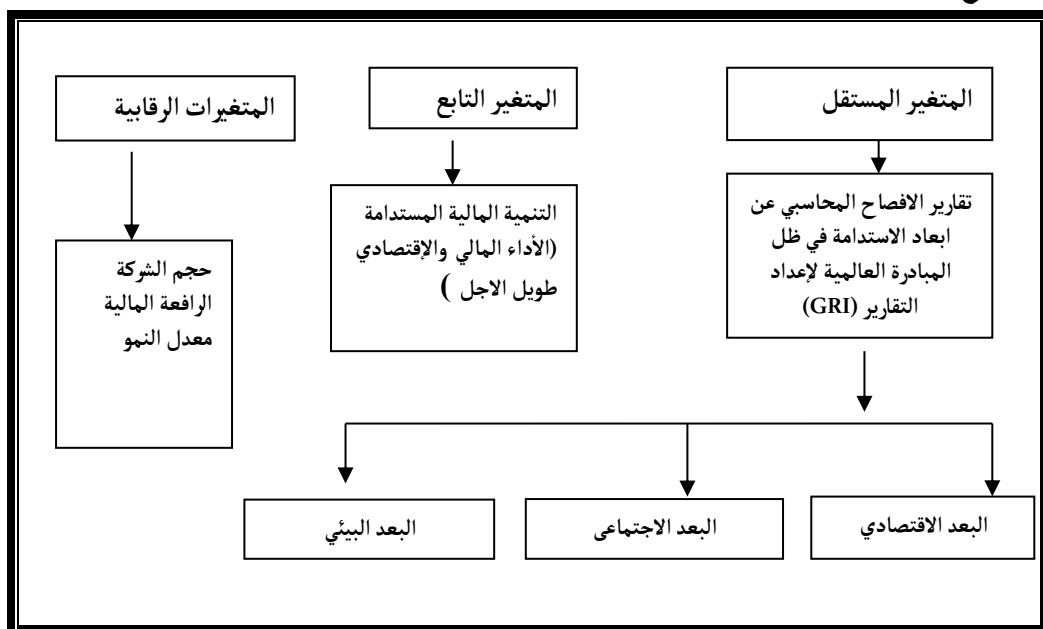 المتغير المستقل
المتغير التابع
المتغيرات الرقابية
تقارير الافصاح المحاسبي عن
ابعاد الاستدامة في ظل
المبادرة العالمية لإعداد
التقارير (GRI)
التنمية المالية المستدامة
(الأداء المالي والإقتصادي
طويل الاجل )
حجم الشركة
الرافعة المالية
معدل النمو
البعد الاقتصادي
البعد الاجتماعى
البعد البيئي